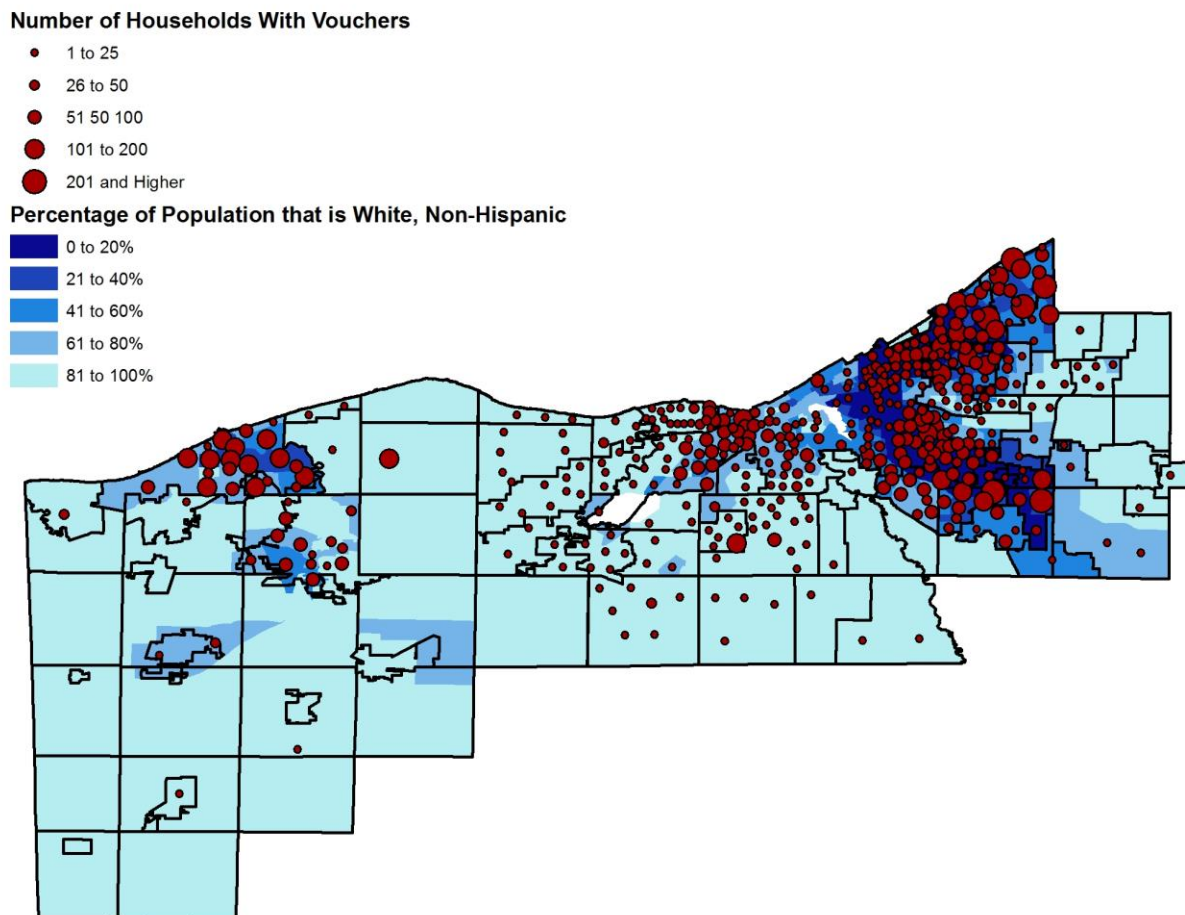 Number of Households With Vouchers
1 to 25
26 to 50
51 50 100
101 to 200
201 and Higher
Percentage of Population that is White, Non-Hispanic
0 to 20%
21 to 40%
41 to 60%
61 to 80%
81 to 100%